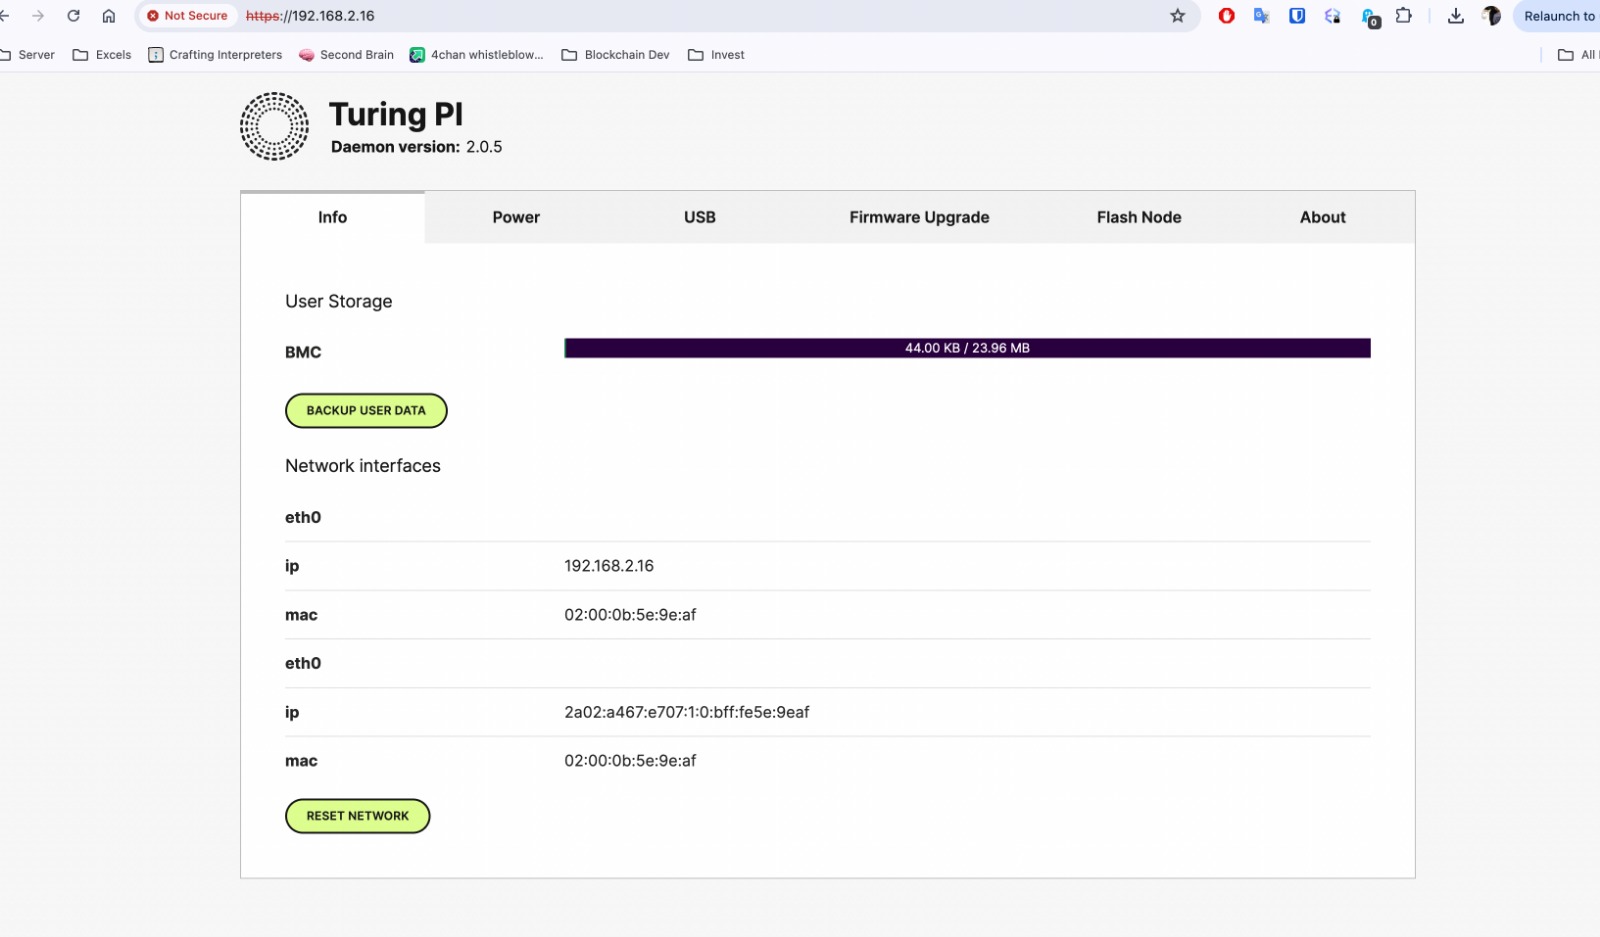 Not Secure https://192.168.2.16 0 Relaunch to
Server Excels Crafting Interpreters Second Brain 4chan whistleblow... Blockchain Dev Invest All
Turing PI
Daemon version: 2.0.5
Info Power USB Firmware Upgrade Flash Node About
User Storage
BMC 44.00 KB / 23.96 MB
BACKUP USER DATA
Network interfaces
eth0
ip 192.168.2.16
mac 02:00:0b:5e:9e:af
eth0
ip 2a02:a467:e707:1:0:bff:fe5e:9eaf
mac 02:00:0b:5e:9e:af
RESET NETWORK